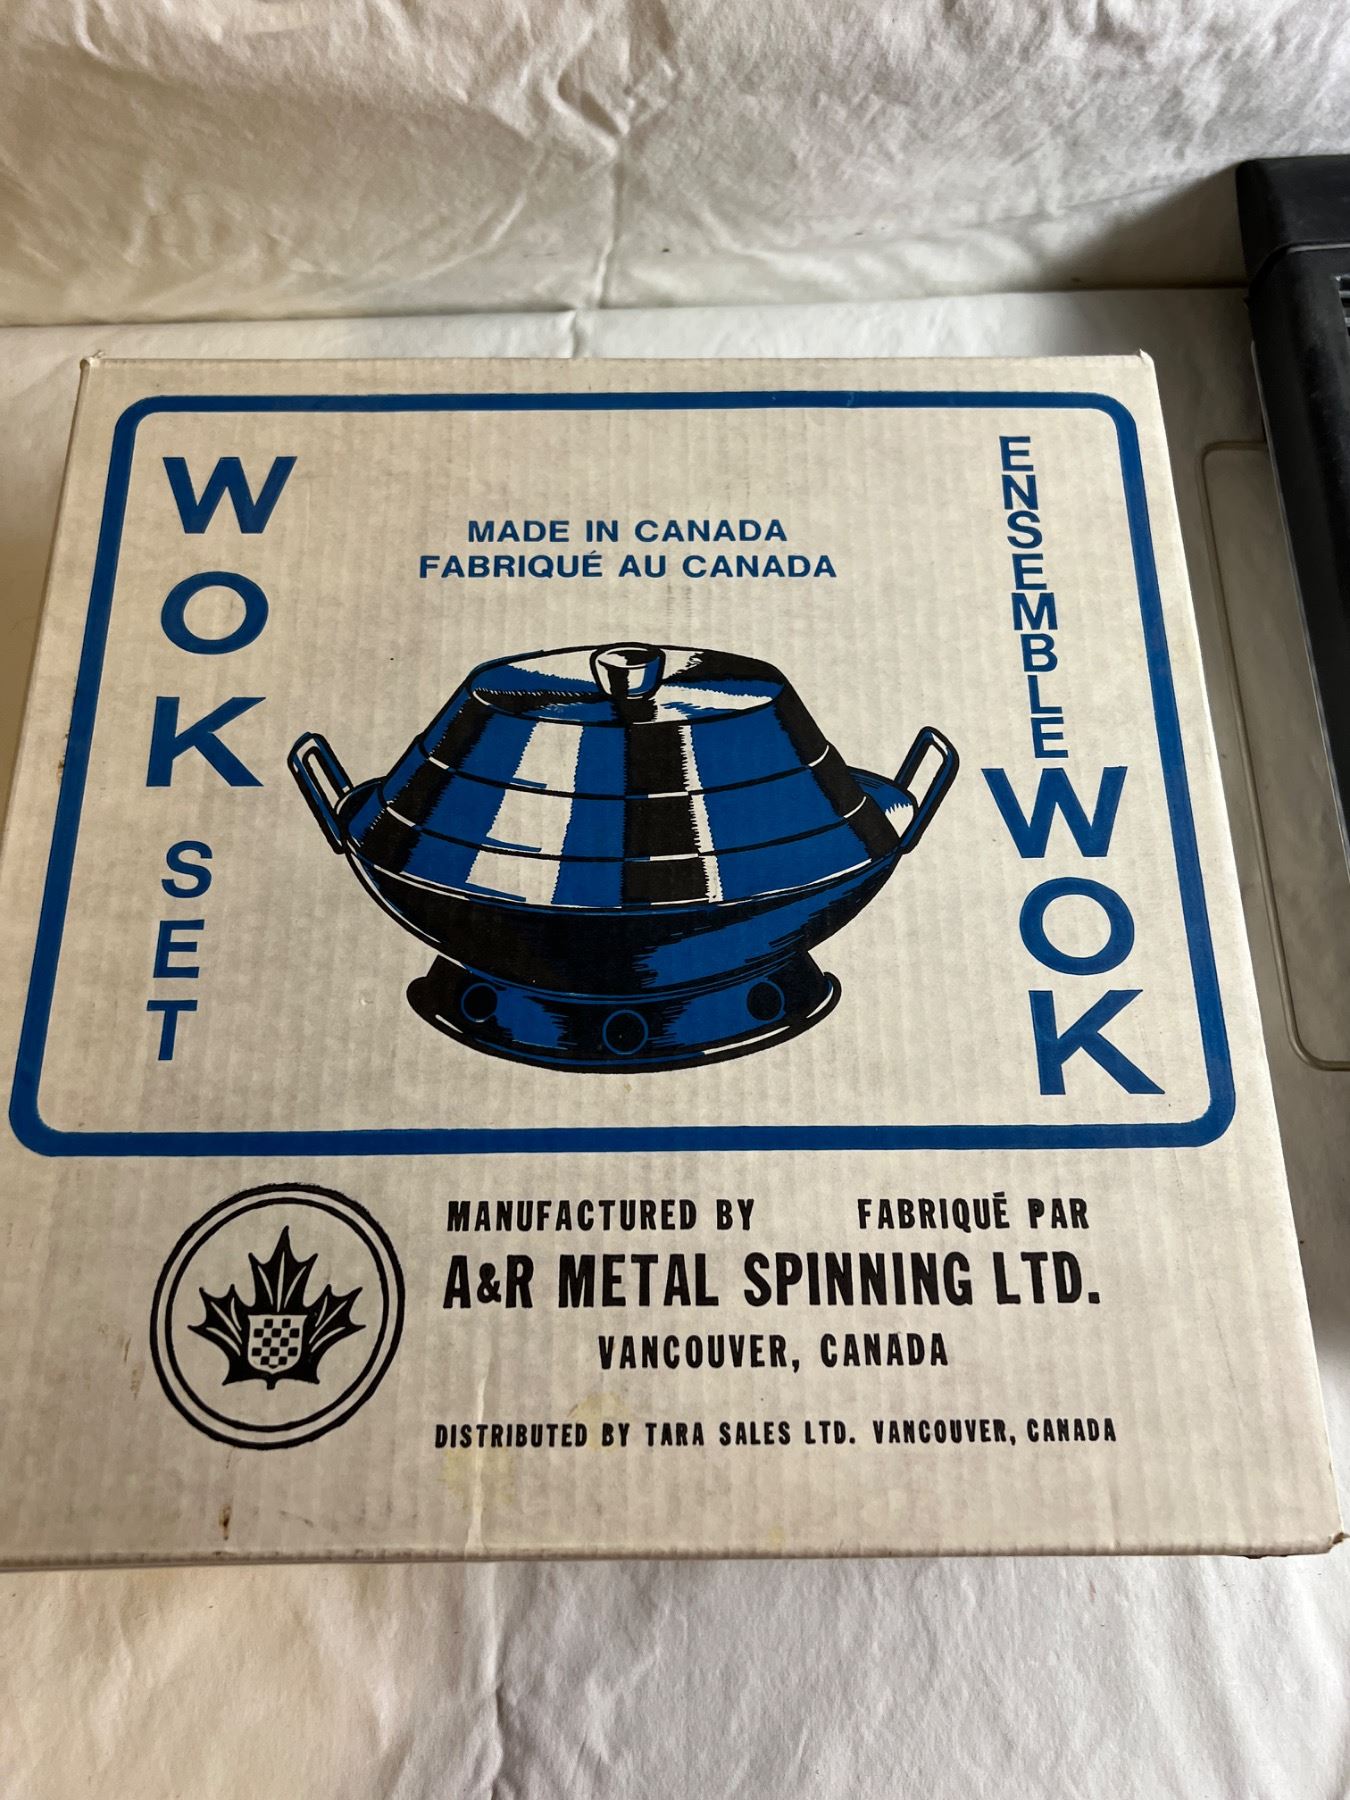 WOK SET
MADE IN CANADA
FABRIQUÉ AU CANADA
ENSEMBLE WOK
MANUFACTURED BY FABRIQUÉ PAR
A&R METAL SPINNING LTD.
VANCOUVER, CANADA
DISTRIBUTED BY TARA SALES LTD. VANCOUVER, CANADA